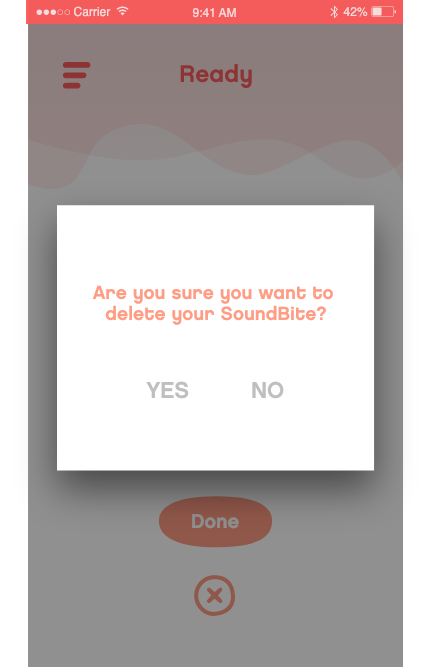 Carrier 9:41 AM 42%
Ready
Are you sure you want to
delete your SoundBite?
YES NO
Done